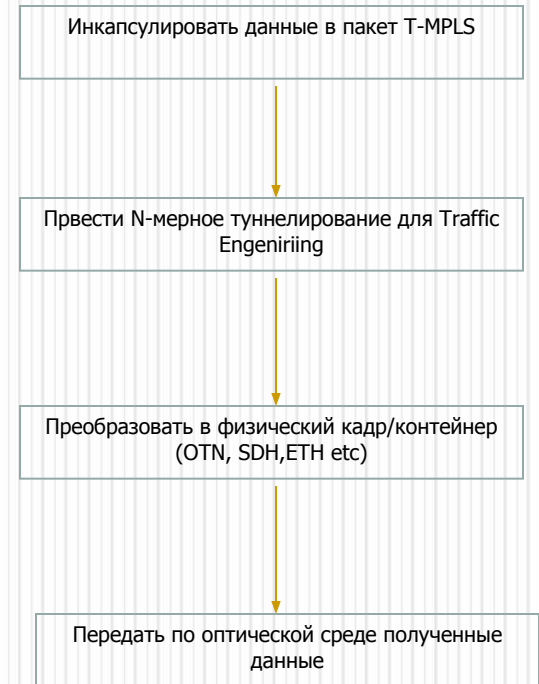 Инкапсулировать данные в пакет T-MPLS
Првести N-мерное туннелирование для Traffic
Engeniriing
Преобразовать в физический кадр/контейнер
(OTN, SDH,ETH etc)
Передать по оптической среде полученные
данные